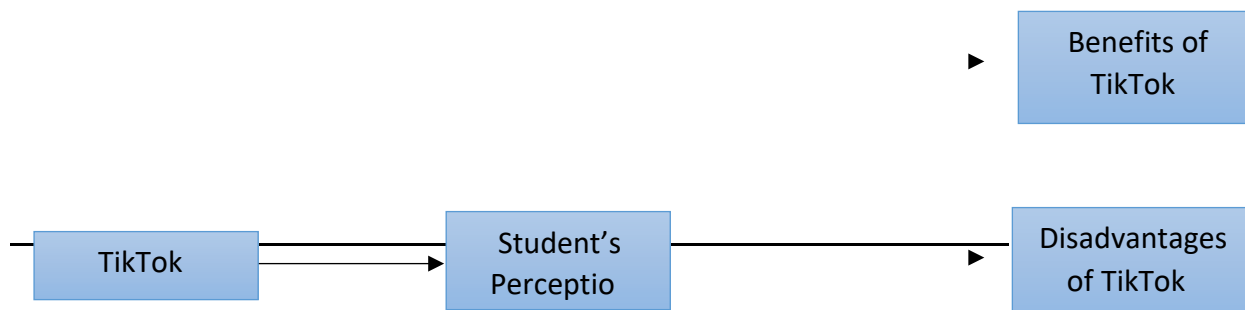 Benefits of
TikTok
TikTok
Student’s
Perceptio
Disadvantages
of TikTok